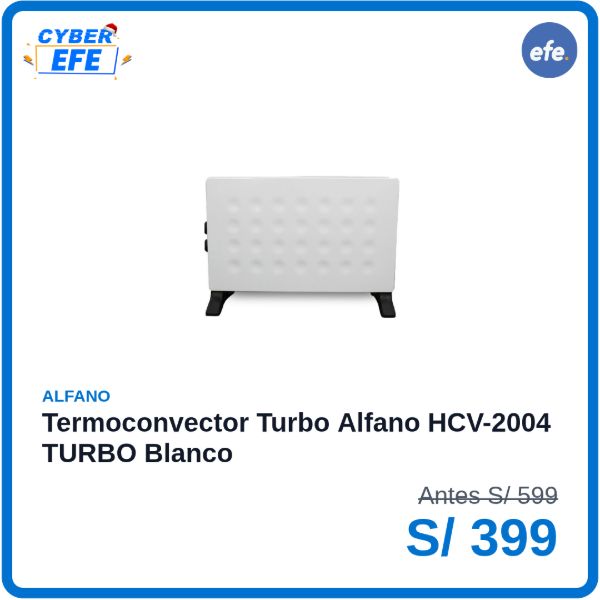 CYBER
EFE
efe.
ALFANO
Termoconvector Turbo Alfano HCV-2004
TURBO Blanco
Antes S/ 599
S/ 399